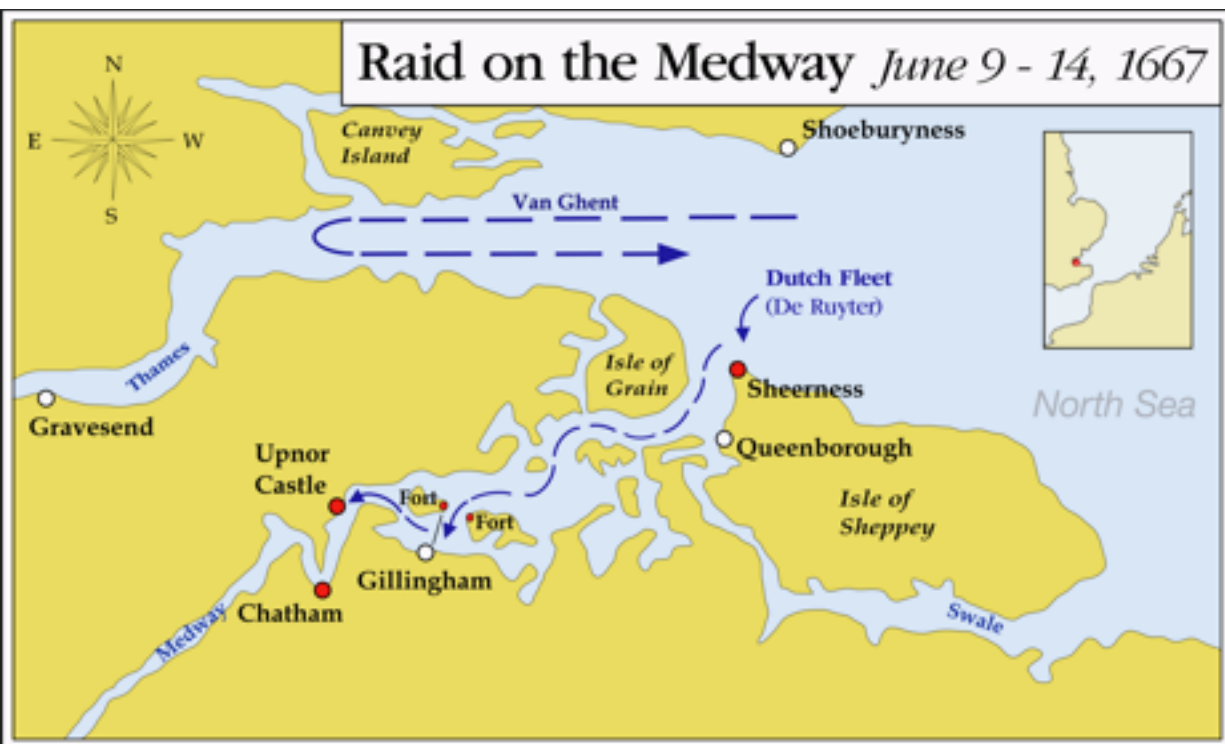 Raid on the Medway June 9 - 14, 1667
N
E W
S
Canvey
Island
Shoeburyness
Van Ghent
Dutch Fleet
(De Ruyter)
Thames
Isle of
Grain
Sheerness
North Sea
Gravesend
Queenborough
Upnor
Castle
Fort
Fort
Isle of
Sheppey
Gillingham
Chatham
Medway
Swale